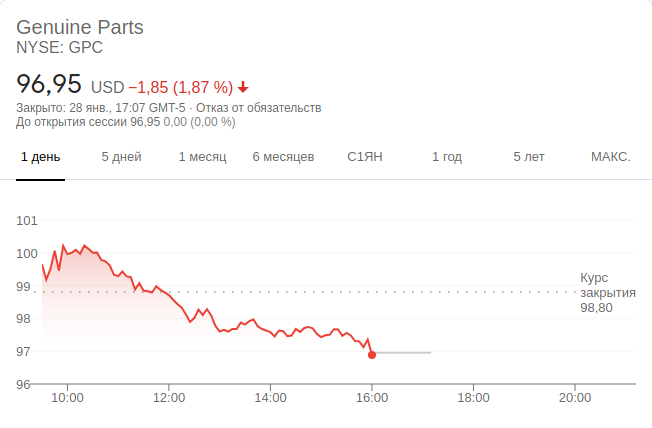 Genuine Parts
NYSE: GPC
96,95 USD −1,85 (1,87 %)
Закрыто: 28 янв., 17:07 GMT-5 · Отказ от обязательств
До открытия сессии 96,95 0,00 (0,00 %)
1 день 5 дней 1 месяц 6 месяцев С1ЯН 1 год 5 лет МАКС.
101
100
99
98
97
96
Курс
закрытия
98,80
10:00 12:00 14:00 16:00 18:00 20:00